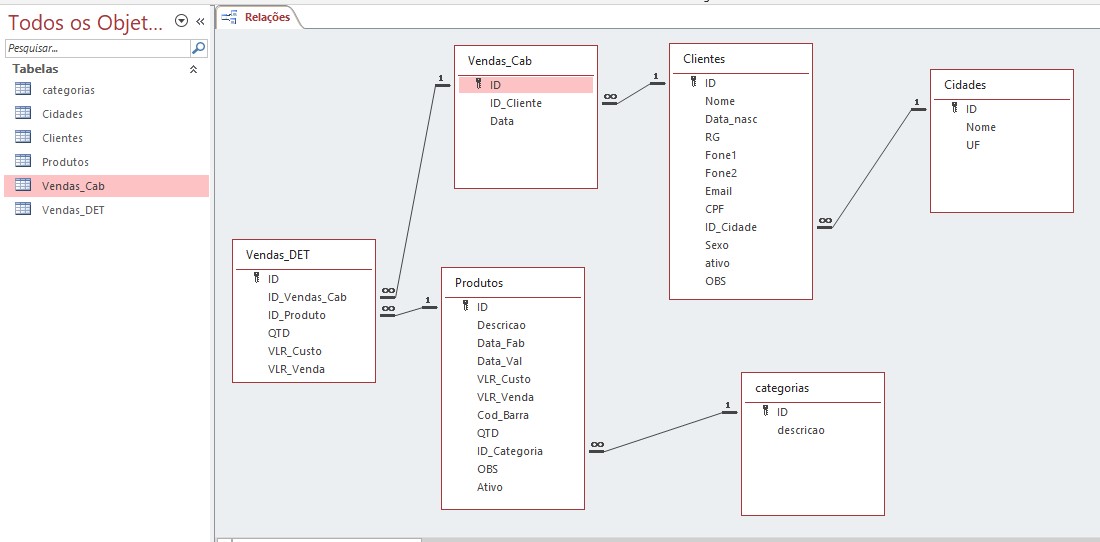 Todos os Objet...
Pesquisar...
Tabelas
categorias
Cidades
Clientes
Produtos
Vendas_Cab
Vendas_DET
Relações
Vendas_Cab
ID
ID_Cliente
Data
1
∞
1
Clientes
ID
Nome
Data_nasc
RG
Fone1
Fone2
Email
CPF
ID_Cidade
Sexo
ativo
OBS
∞
1
Cidades
ID
Nome
UF
Vendas_DET
ID
ID_Vendas_Cab
ID_Produto
QTD
VLR_Custo
VLR_Venda
∞
∞
1
Produtos
ID
Descricao
Data_Fab
Data_Val
VLR_Custo
VLR_Venda
Cod_Barra
QTD
ID_Categoria
OBS
Ativo
∞
1
categorias
ID
descricao